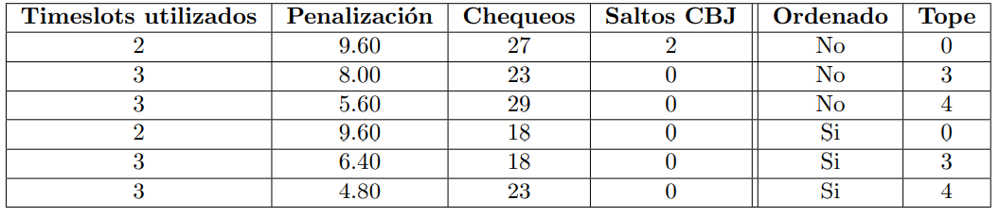 Timeslots utilizados Penalización Chequeos Saltos CBJ Ordenado Tope
2 9.60 27 2 No 0
3 8.00 23 0 No 3
3 5.60 29 0 No 4
2 9.60 18 0 Si 0
3 6.40 18 0 Si 3
3 4.80 23 0 Si 4